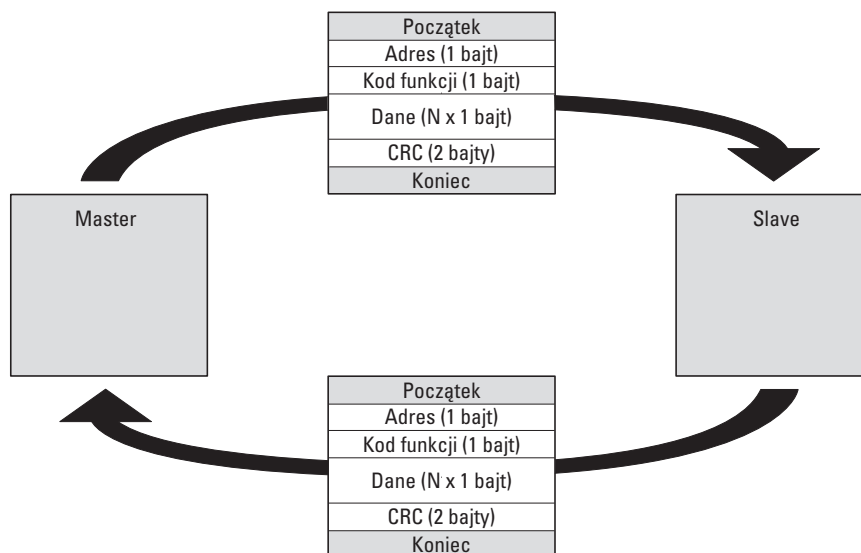 Początek
Adres (1 bajt)
Kod funkcji (1 bajt)
Dane (N x 1 bajt)
CRC (2 bajty)
Koniec
Master
Slave
Początek
Adres (1 bajt)
Kod funkcji (1 bajt)
Dane (N x 1 bajt)
CRC (2 bajty)
Koniec